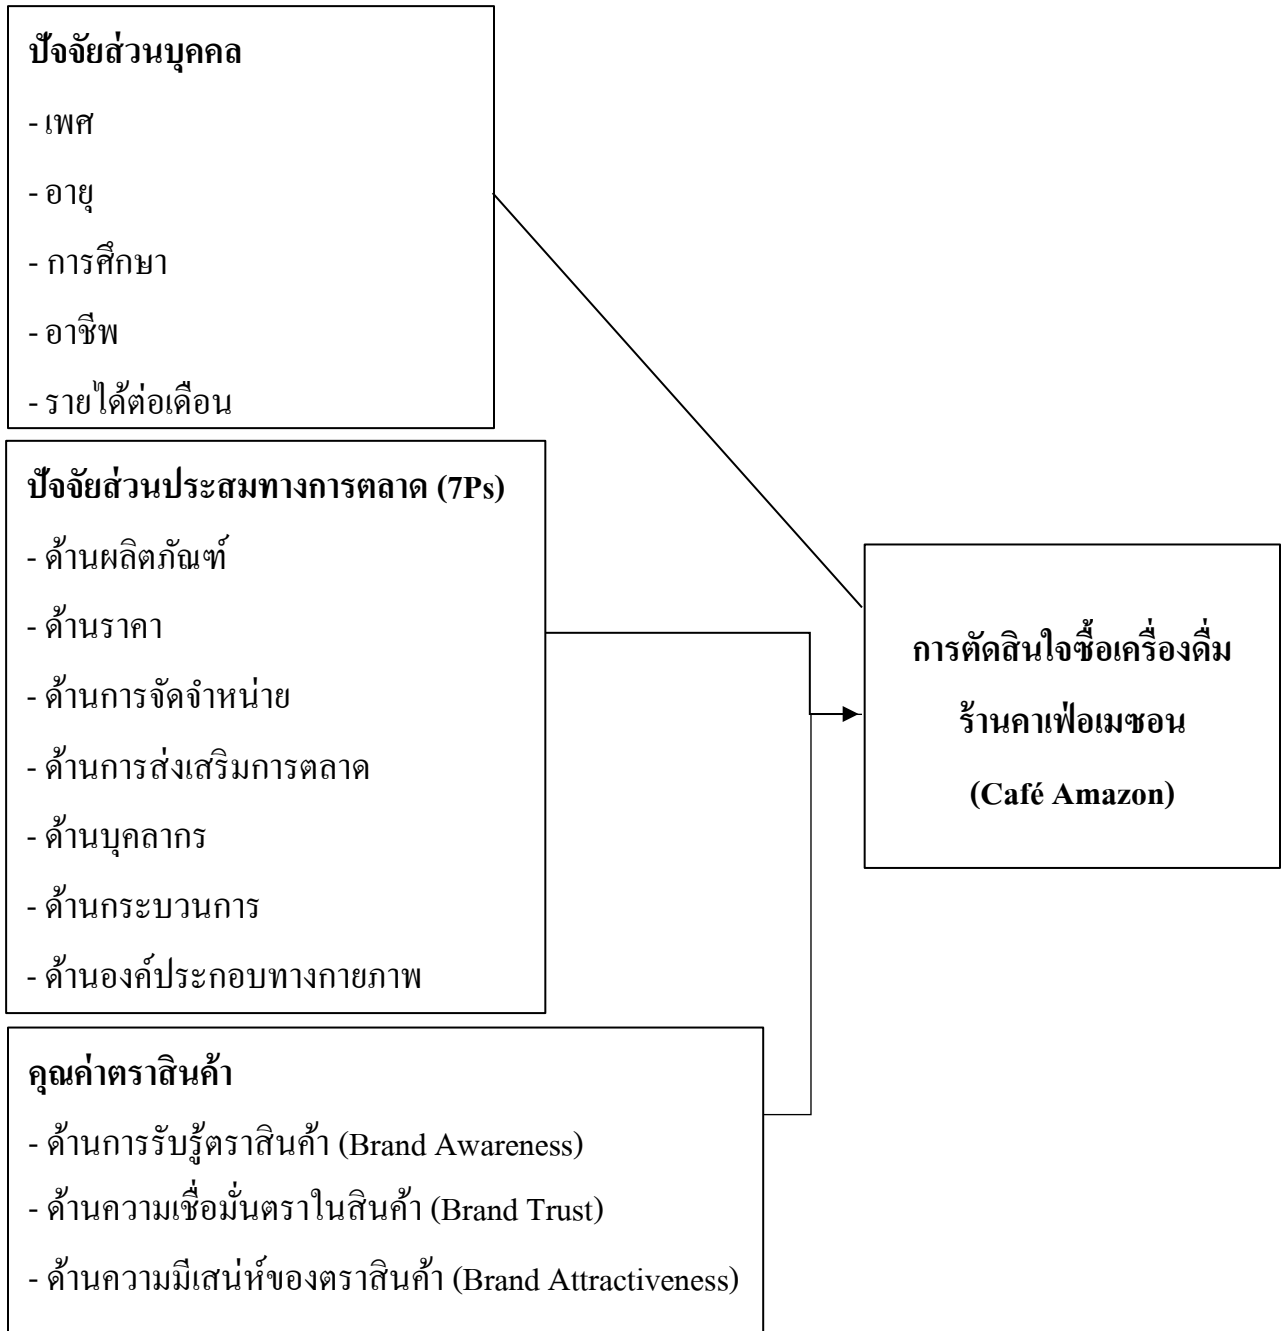 ปัจจัยส่วนบุคคล
- เพศ
- อายุ
- การศึกษา
- อาชีพ
- รายได้ต่อเดือน
ปัจจัยส่วนประสมทางการตลาด (7Ps)
- ด้านผลิตภัณฑ์
- ด้านราคา
- ด้านการจัดจำหน่าย
- ด้านการส่งเสริมการตลาด
- ด้านบุคลากร
- ด้านกระบวนการ
- ด้านองค์ประกอบทางกายภาพ
คุณค่าตราสินค้า
- ด้านการรับรู้ตราสินค้า (Brand Awareness)
- ด้านความเชื่อมั่นตราในสินค้า (Brand Trust)
- ด้านความมีเสน่ห์ของตราสินค้า (Brand Attractiveness)
การตัดสินใจซื้อเครื่องดื่ม
ร้านคาเฟ่อเมซอน
(Café Amazon)